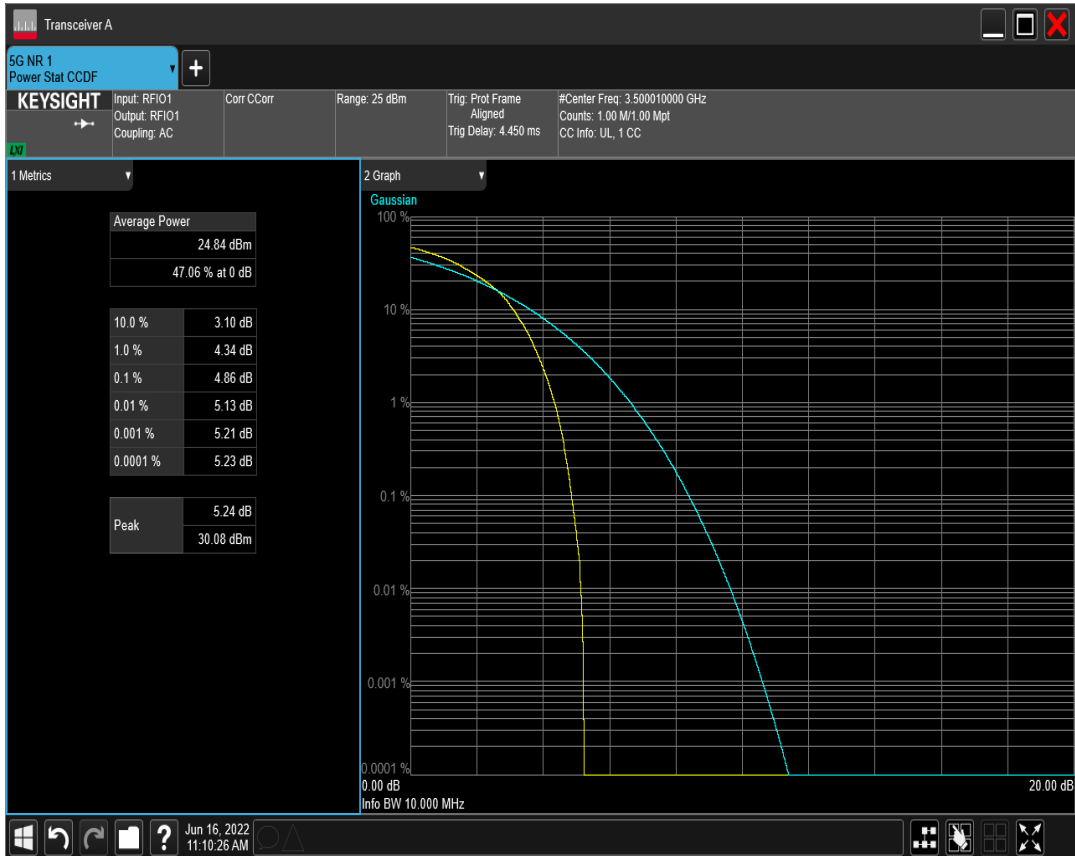 Transceiver A
5G NR 1
Power Stat CCDF
KEYSIGHT
LXI
Input: RFIO1
Output: RFIO1
Coupling: AC
Corr CCorr
Range: 25 dBm
Trig: Prot Frame
Aligned
Trig Delay: 4.450 ms
#Center Freq: 3.500010000 GHz
Counts: 1.00 M/1.00 Mpt
CC Info: UL, 1 CC
1 Metrics
Average Power
24.84 dBm
47.06 % at 0 dB
10.0 % 3.10 dB
1.0 % 4.34 dB
0.1 % 4.86 dB
0.01 % 5.13 dB
0.001 % 5.21 dB
0.0001 % 5.23 dB
Peak
5.24 dB
30.08 dBm
2 Graph
Gaussian
100 %
10 %
1 %
0.1 %
0.01 %
0.001 %
0.0001 %
0.00 dB 20.00 dB
Info BW 10.000 MHz
?
Jun 16, 2022
11:10:26 AM